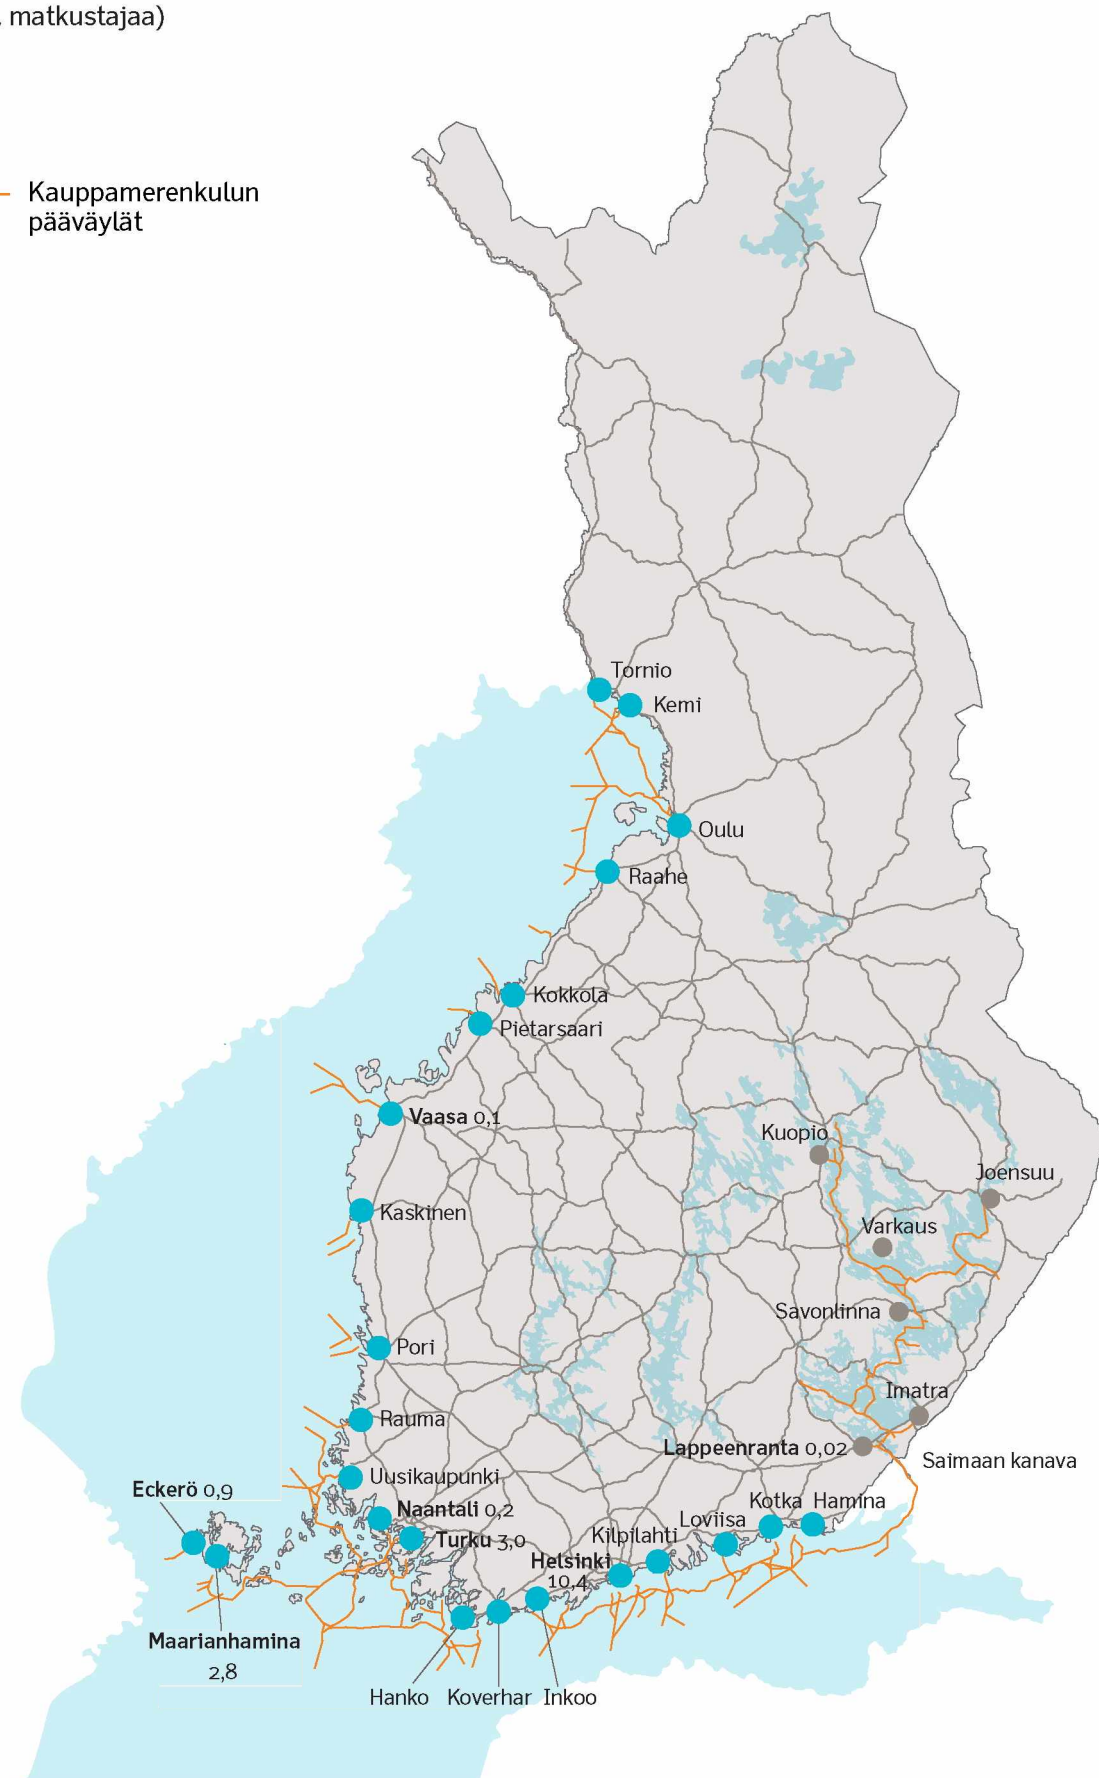 , matkustajaa)
Kauppamerenkulun
pääväylät
Tornio
Kemi
Oulu
Raahe
Kokkola
Pietarsaari
Vaasa 0,1
Kuopio
Joensuu
Kaskinen
Varkaus
Savonlinna
Pori
Imatra
Rauma
Lappeenranta 0,02
Saimaan kanava
Uusikaupunki
Eckerö 0,9
Naantali 0,2
Kotka
Hamina
Loviisa
Turku 3,0
Kilpilahti
Helsinki
10,4
Maarianhamina
2,8
Hanko
Koverhar
Inkoo